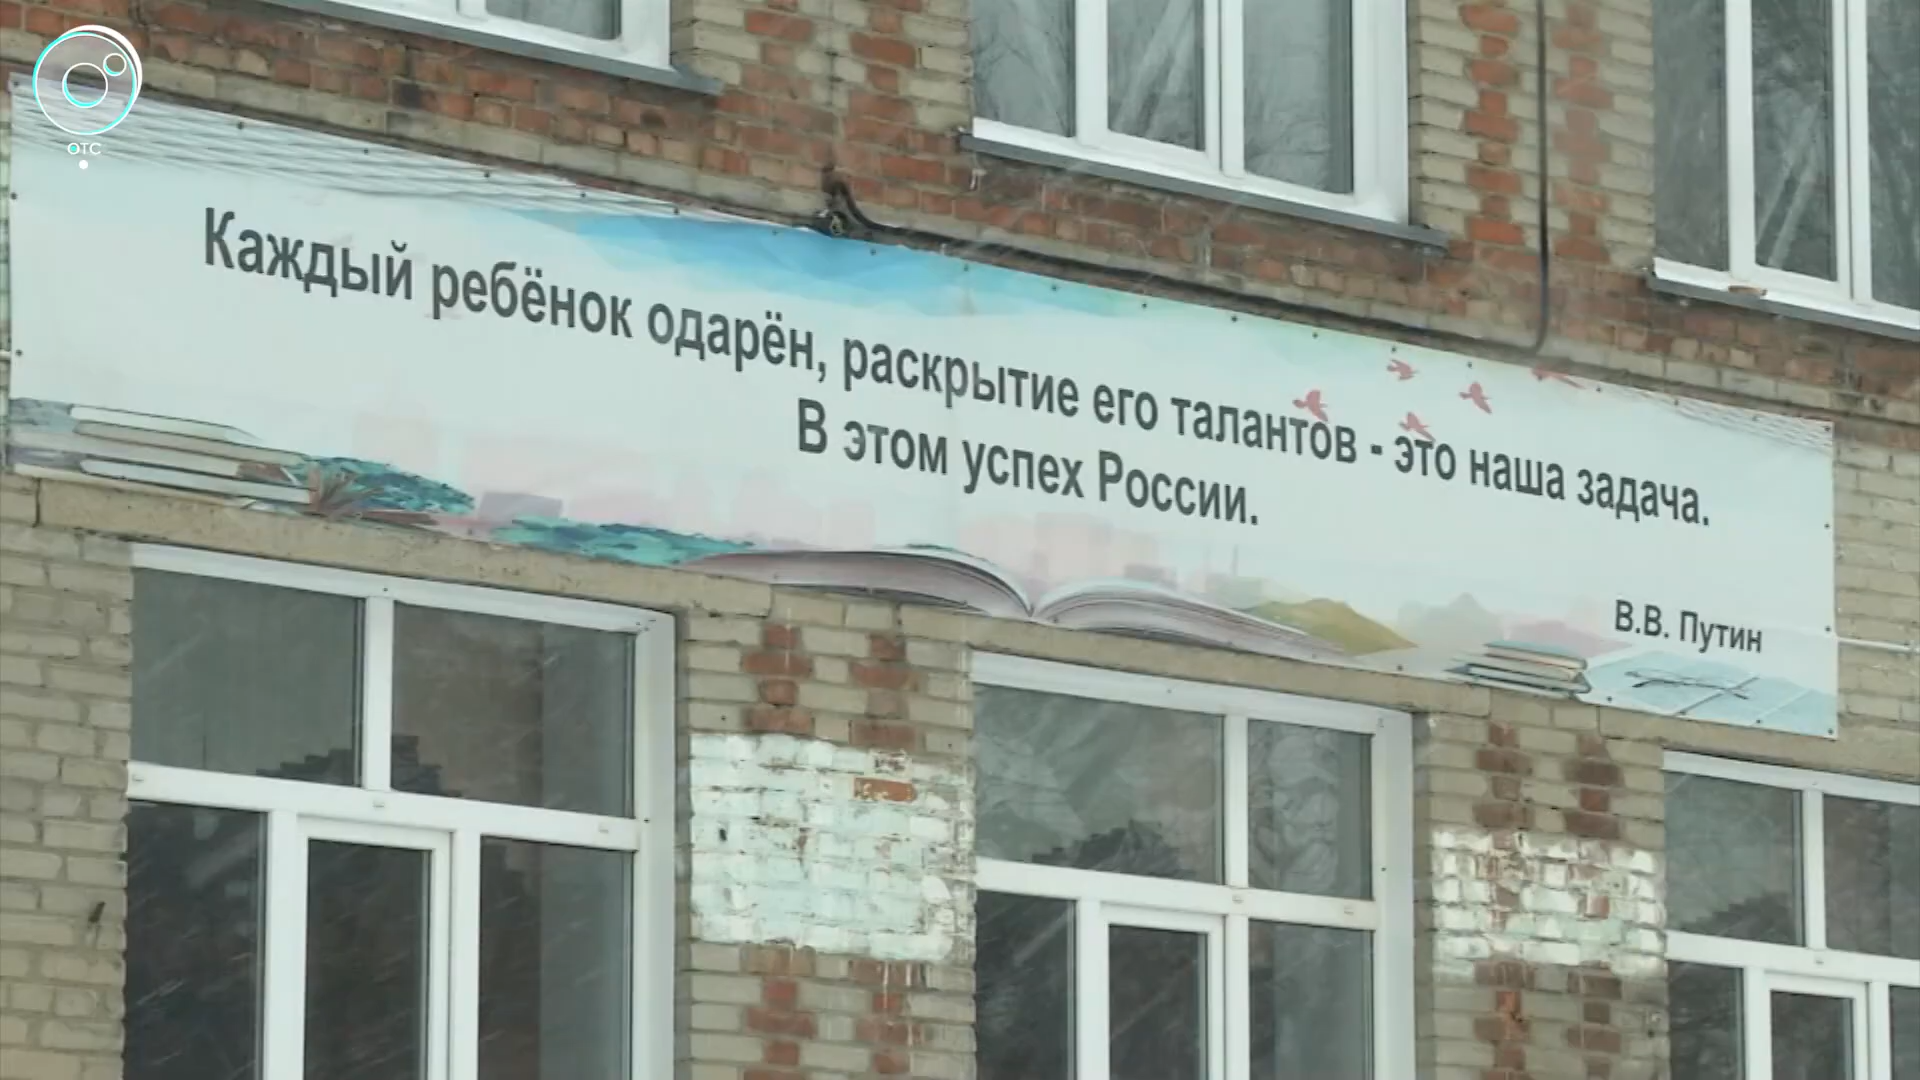 ОТС
Каждый ребёнок одарён, раскрытие его талантов - это наша задача.
В этом успех России.
В.В. Путин